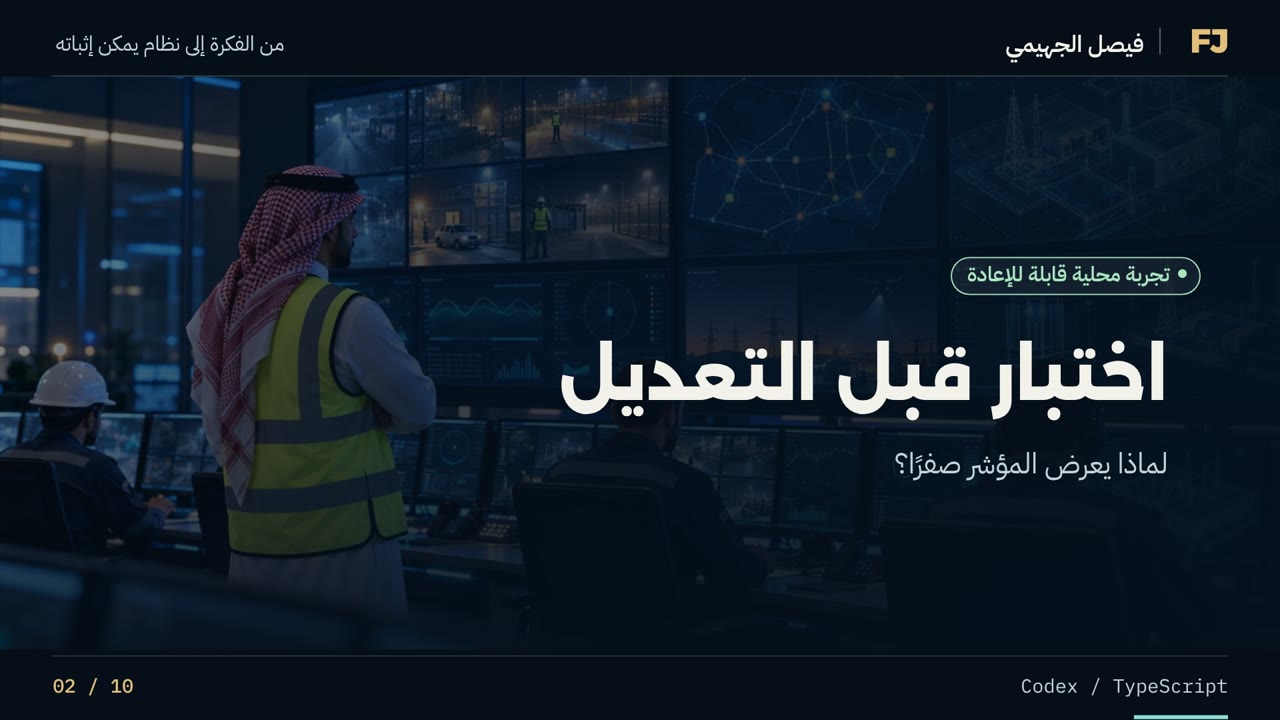 FJ
فيصل الجهيمي
من الفكرة إلى نظام يمكن إثباته
تجربة محلية قابلة للإعادة
اختبار قبل التعديل
لماذا يعرض المؤشر صفرًا؟
02 / 10
Codex / TypeScript